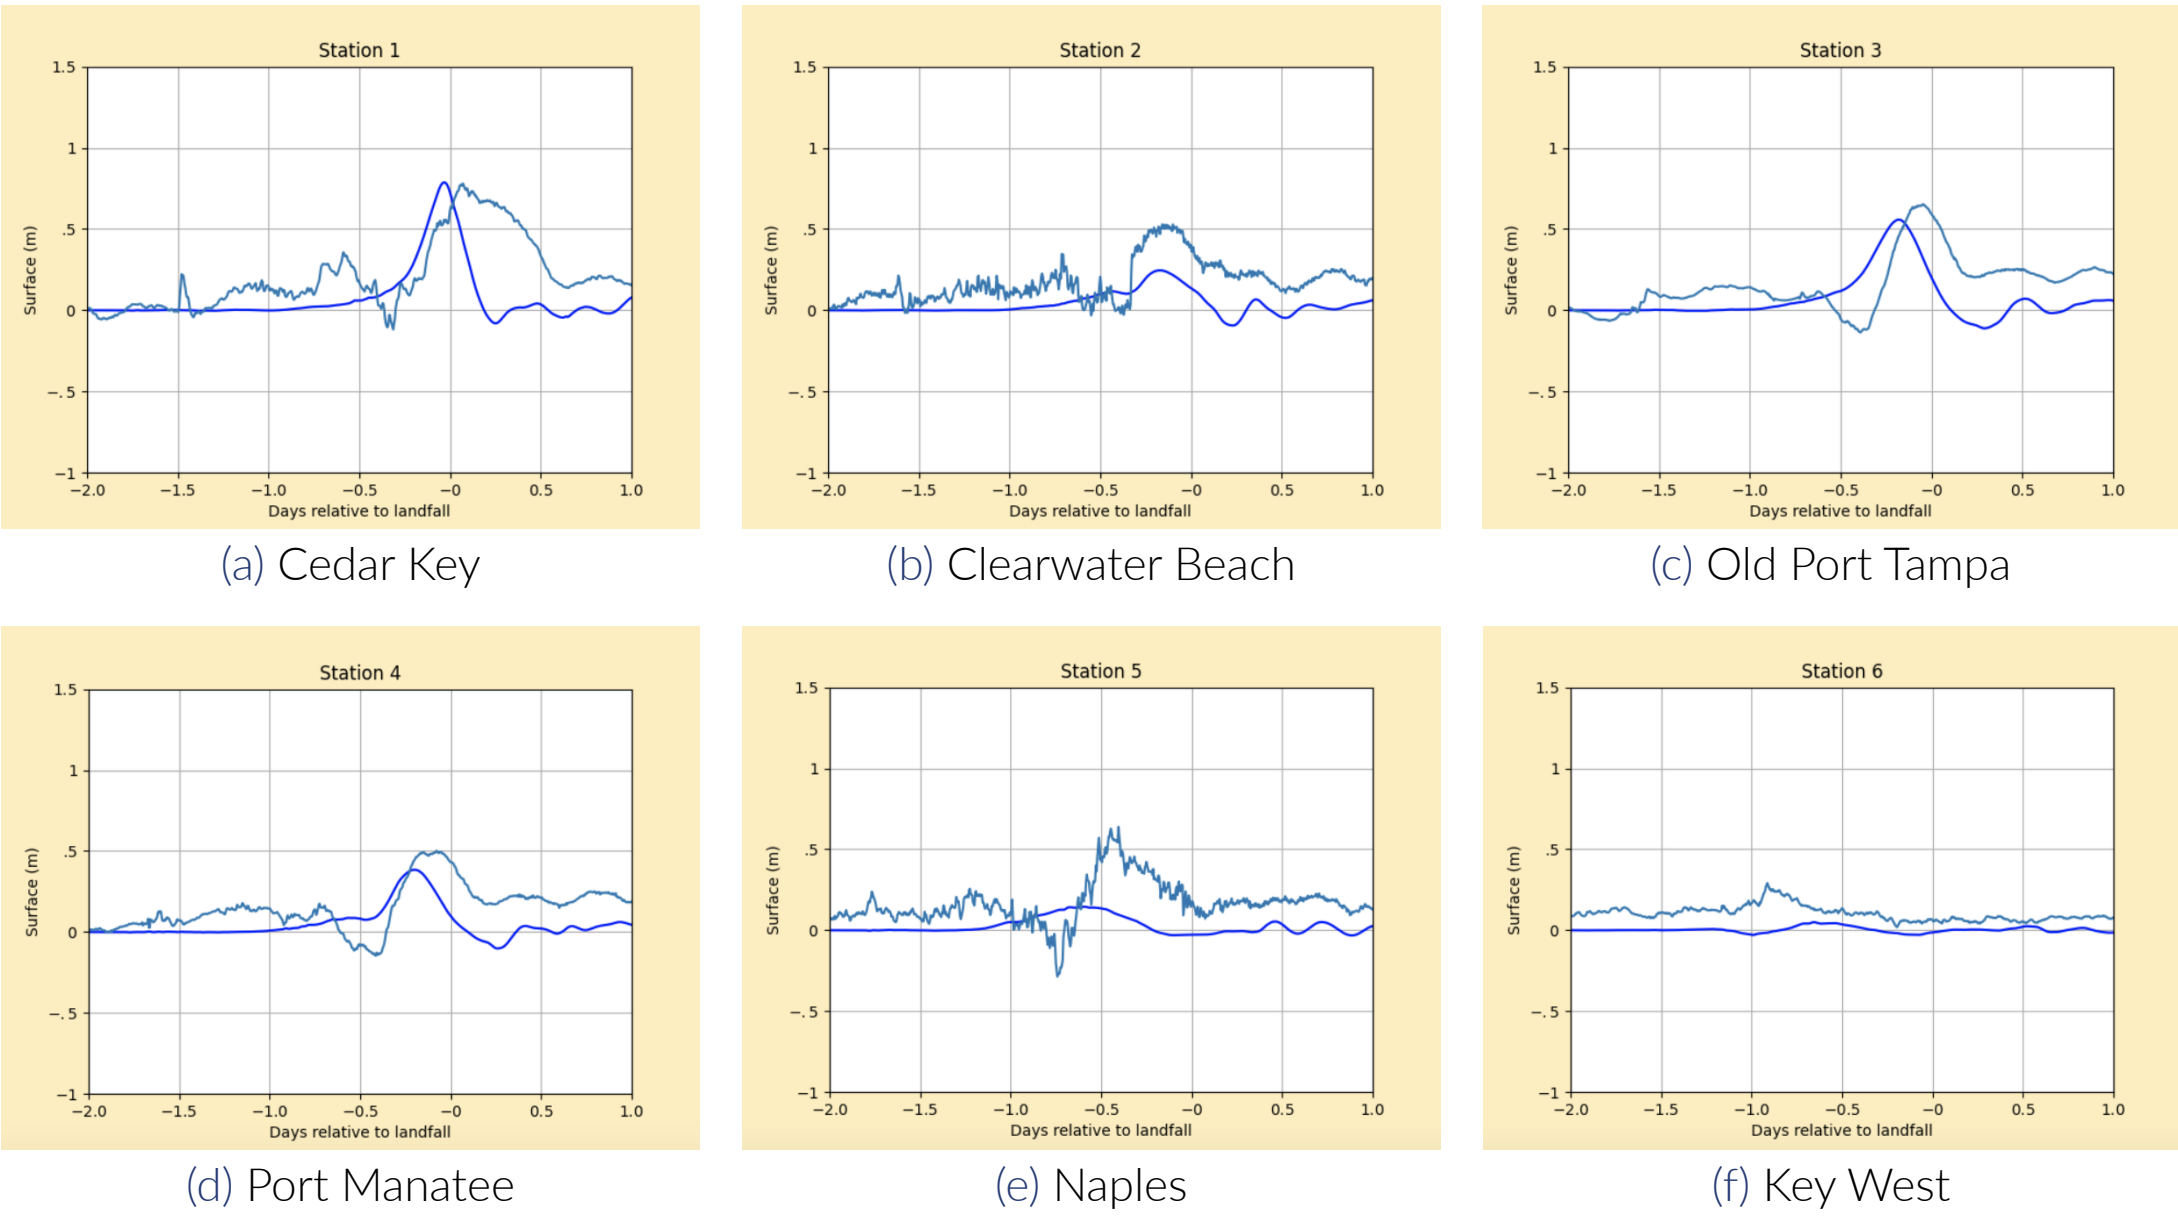 Station 1
1.5
1
.5
0
−.5
−1
Surface (m)
−2.0 −1.5 −1.0 −0.5 −0 0.5 1.0
Days relative to landfall
(a) Cedar Key
Station 2
1.5
1
.5
0
−.5
−1
Surface (m)
−2.0 −1.5 −1.0 −0.5 −0 0.5 1.0
Days relative to landfall
(b) Clearwater Beach
Station 3
1.5
1
.5
0
−.5
−1
Surface (m)
−2.0 −1.5 −1.0 −0.5 −0 0.5 1.0
Days relative to landfall
(c) Old Port Tampa
Station 4
1.5
1
.5
0
−.5
−1
Surface (m)
−2.0 −1.5 −1.0 −0.5 −0 0.5 1.0
Days relative to landfall
(d) Port Manatee
Station 5
1.5
1
.5
0
−.5
−1
Surface (m)
−2.0 −1.5 −1.0 −0.5 −0 0.5 1.0
Days relative to landfall
(e) Naples
Station 6
1.5
1
.5
0
−.5
−1
Surface (m)
−2.0 −1.5 −1.0 −0.5 −0 0.5 1.0
Days relative to landfall
(f) Key West